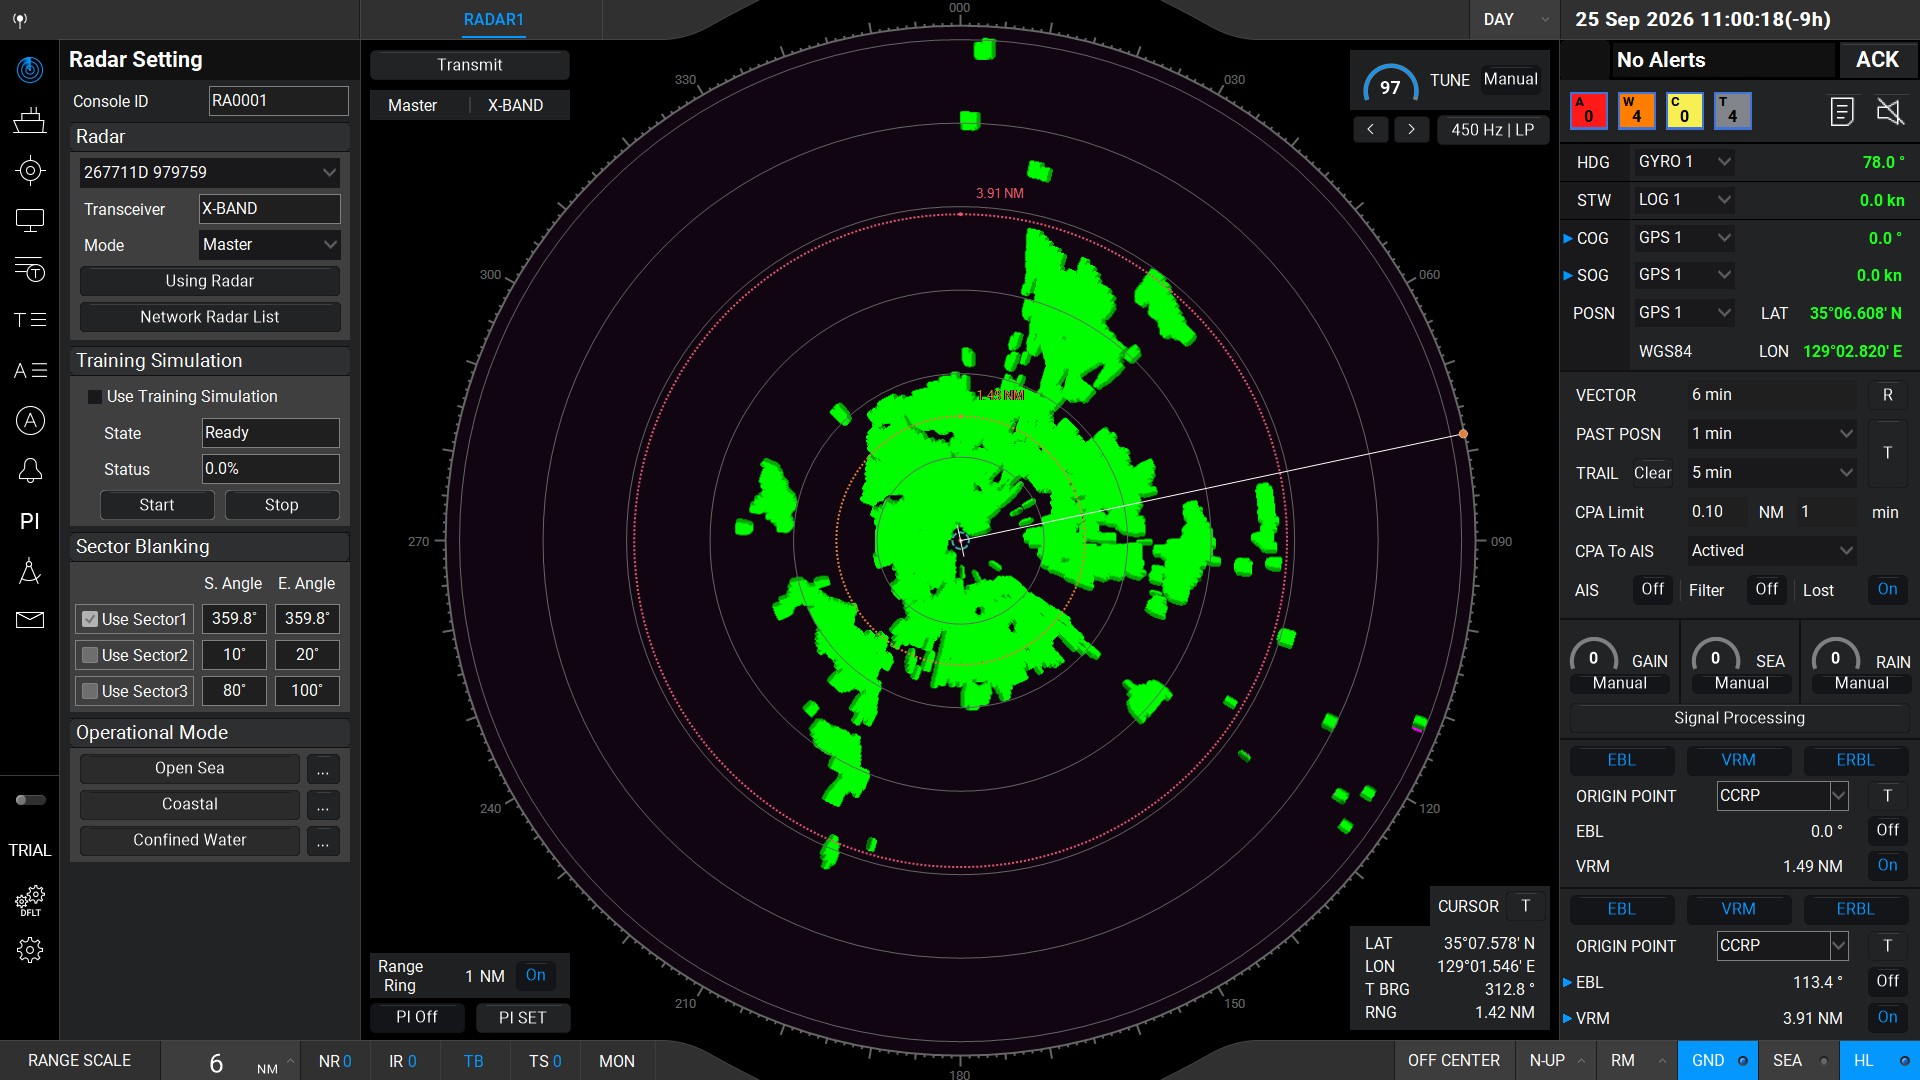 RADAR1
DAY
25 Sep 2026 11:00:18(-9h)
Radar Setting
Console ID RA0001
Radar
267711D 979759
Transceiver X-BAND
Mode Master
Using Radar
Network Radar List
Training Simulation
Use Training Simulation
State Ready
Status 0.0%
Start Stop
Sector Blanking
S. Angle E. Angle
Use Sector1 359.8° 359.8°
Use Sector2 10° 20°
Use Sector3 80° 100°
Operational Mode
Open Sea ...
Coastal ...
Confined Water ...
T
T
A
A
PI
TRIAL
DFLT
Transmit
Master X-BAND
97 TUNE Manual
450 Hz | LP
000
030
060
090
120
150
180
210
240
270
300
330
3.91 NM
1.49 NM
Range Ring 1 NM On
PI Off PI SET
CURSOR T
LAT 35°07.578' N
LON 129°01.546' E
T BRG 312.8 °
RNG 1.42 NM
No Alerts ACK
A 0 W 4 C 0 T 4
HDG GYRO 1 78.0 °
STW LOG 1 0.0 kn
COG GPS 1 0.0 °
SOG GPS 1 0.0 kn
POSN GPS 1 LAT 35°06.608' N
WGS84 LON 129°02.820' E
VECTOR 6 min R
PAST POSN 1 min T
TRAIL Clear 5 min
CPA Limit 0.10 NM 1 min
CPA To AIS Actived
AIS Off Filter Off Lost On
0 GAIN 0 SEA 0 RAIN
Manual Manual Manual
Signal Processing
EBL VRM ERBL
ORIGIN POINT CCRP T
EBL 0.0 ° Off
VRM 1.49 NM On
EBL VRM ERBL
ORIGIN POINT CCRP T
EBL 113.4 ° Off
VRM 3.91 NM On
RANGE SCALE 6 NM NR 0 IR 0 TB TS 0 MON
OFF CENTER N-UP RM GND SEA HL